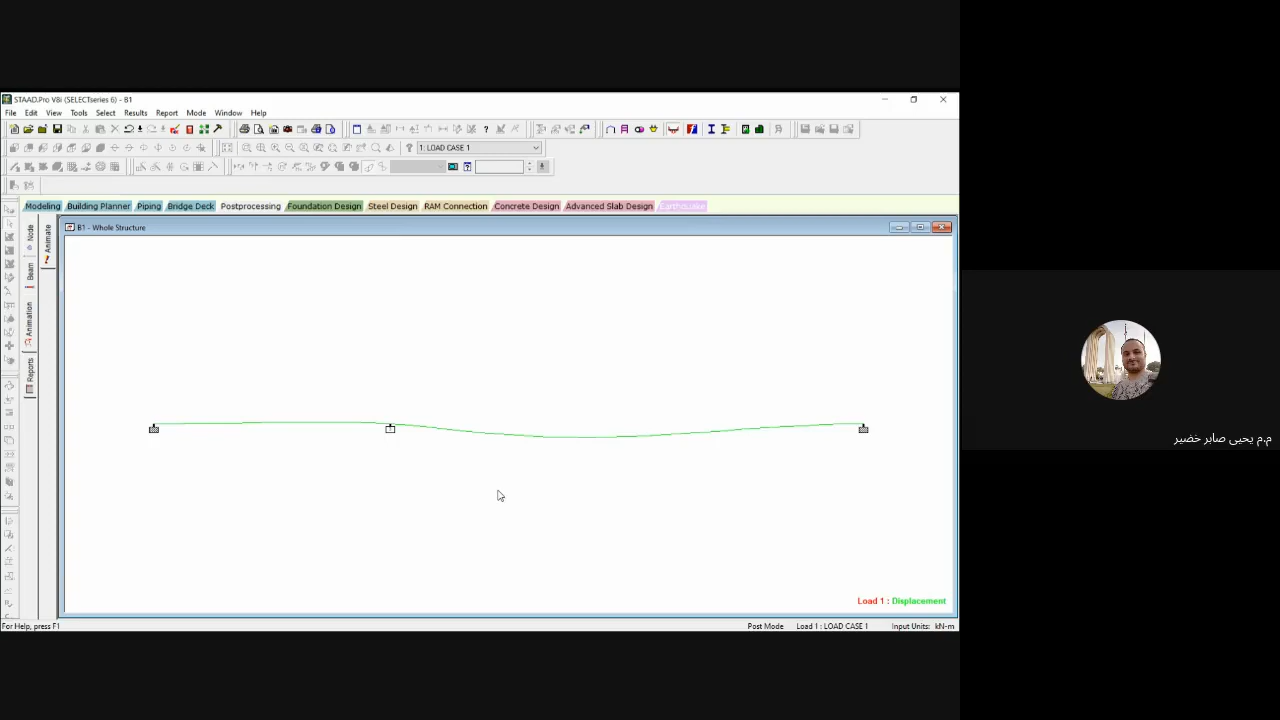 STAAD.Pro V8i (SELECTseries 6) - B1
File Edit View Tools Select Results Report Mode Window Help
1: LOAD CASE 1
Modeling Building Planner Piping Bridge Deck Postprocessing Foundation Design Steel Design RAM Connection Concrete Design Advanced Slab Design Earthquake
B1 - Whole Structure
Node
Beam
Animation
Reports
Animate
م.م يحيى صابر خضير
Load 1 : Displacement
For Help, press F1
Post Mode Load 1 : LOAD CASE 1 Input Units: kN-m